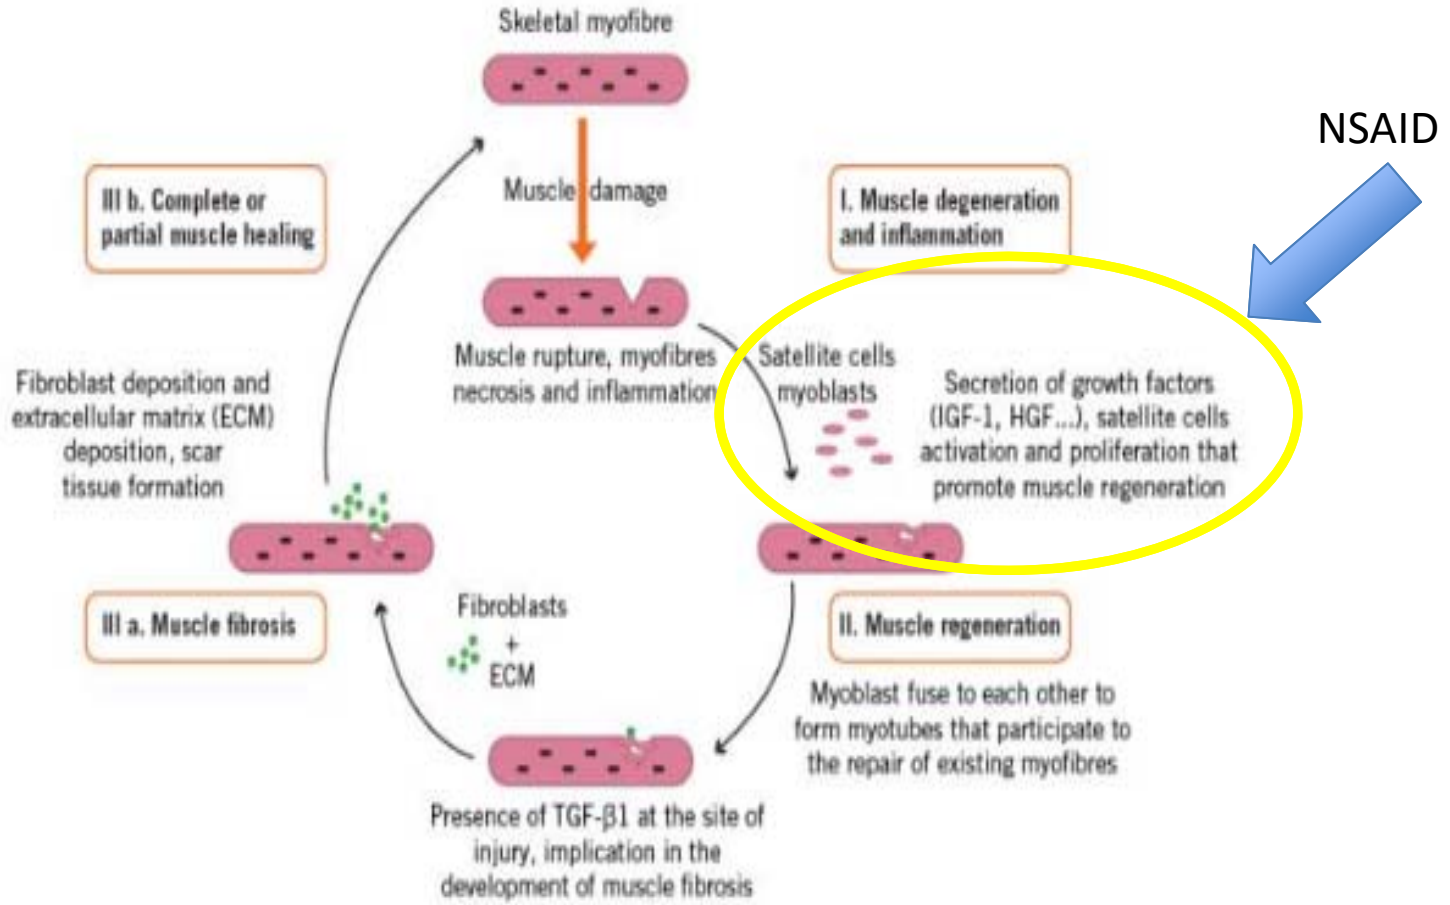 Skeletal myofibre
NSAID
III b. Complete or
partial muscle healing
Muscle damage
I. Muscle degeneration
and inflammation
Muscle rupture, myofibres
necrosis and inflammation
Satellite cells
myoblasts
Secretion of growth factors
(IGF-1, HGF...), satellite cells
activation and proliferation that
promote muscle regeneration
Fibroblast deposition and
extracellular matrix (ECM)
deposition, scar
tissue formation
III a. Muscle fibrosis
Fibroblasts
+
ECM
II. Muscle regeneration
Myoblast fuse to each other to
form myotubes that participate to
the repair of existing myofibres
Presence of TGF-β1 at the site of
injury, implication in the
development of muscle fibrosis